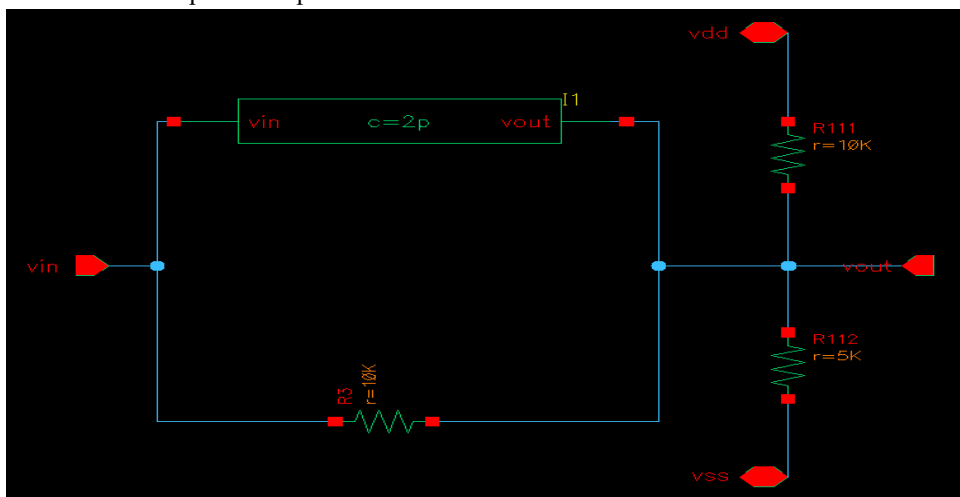 vdd
I1
vin c=2p vout
R111
r=10K
vin
vout
R112
r=5K
R3
r=10K
vss